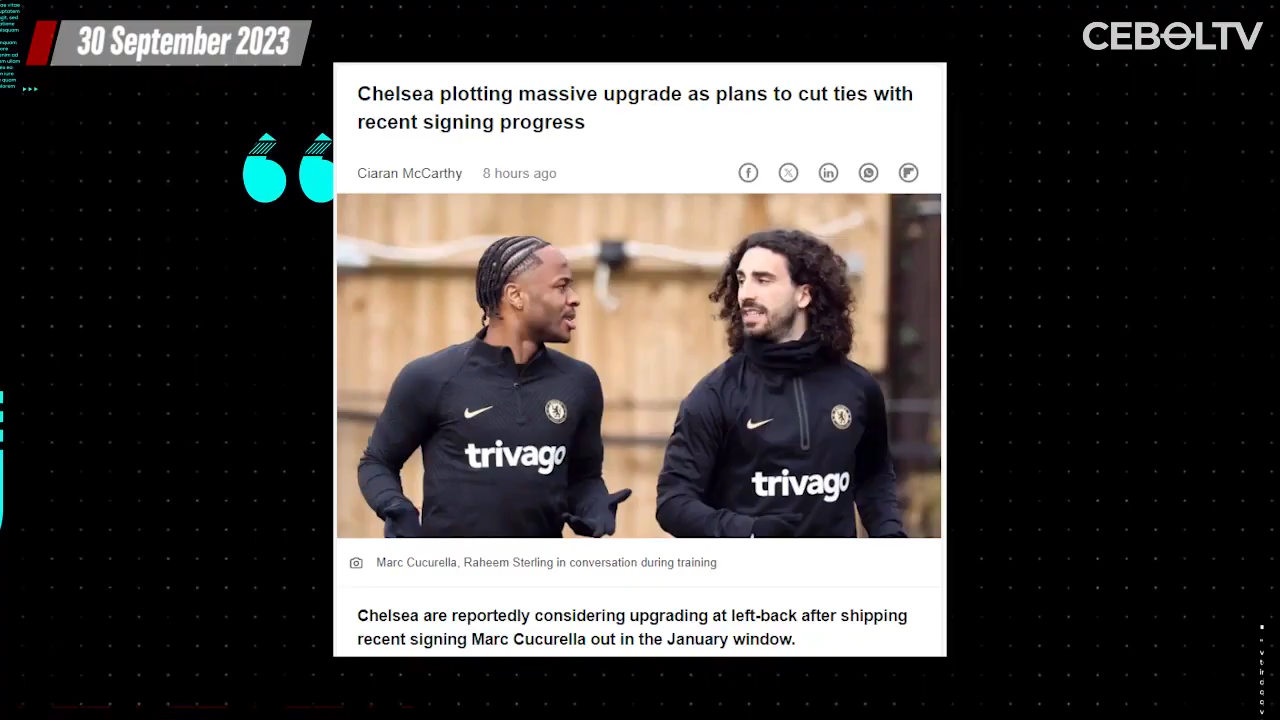 30 September 2023
CEBOLTV
Chelsea plotting massive upgrade as plans to cut ties with
recent signing progress
Ciaran McCarthy 8 hours ago
trivago
trivago
Marc Cucurella, Raheem Sterling in conversation during training
Chelsea are reportedly considering upgrading at left-back after shipping
recent signing Marc Cucurella out in the January window.